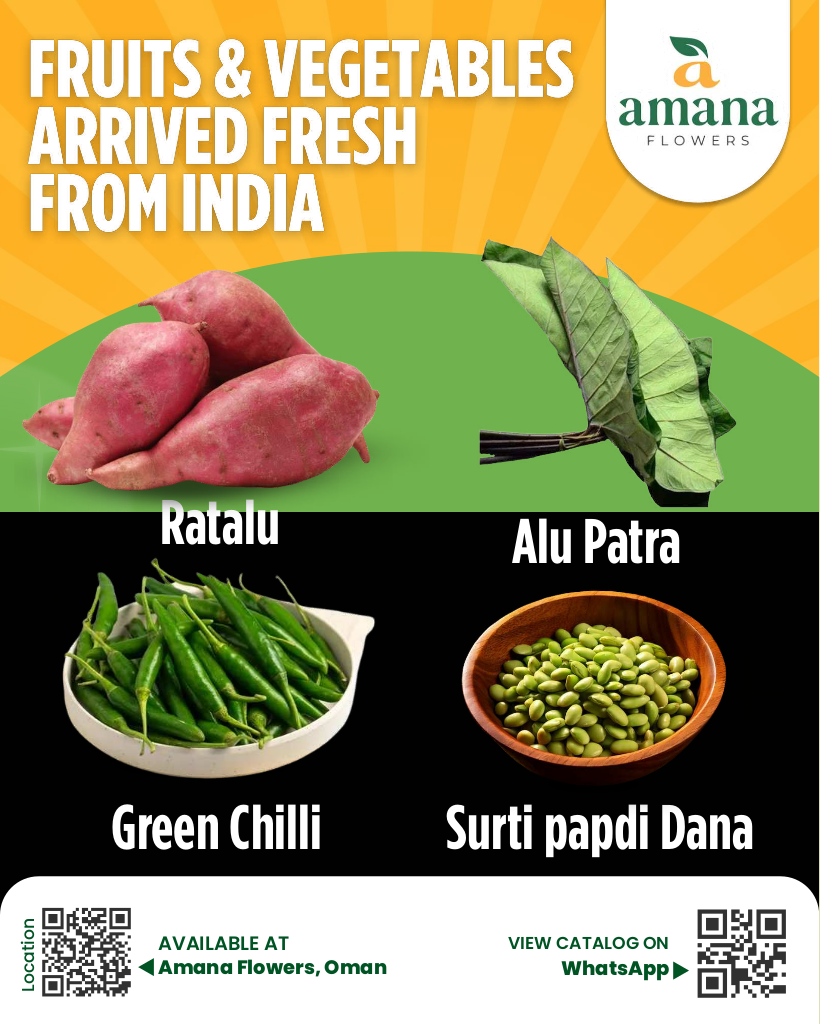 FRUITS & VEGETABLES
ARRIVED FRESH
FROM INDIA
a
amana
FLOWERS
Ratalu
Alu Patra
Green Chilli
Surti papdi Dana
Location
AVAILABLE AT
Amana Flowers, Oman
VIEW CATALOG ON
WhatsApp